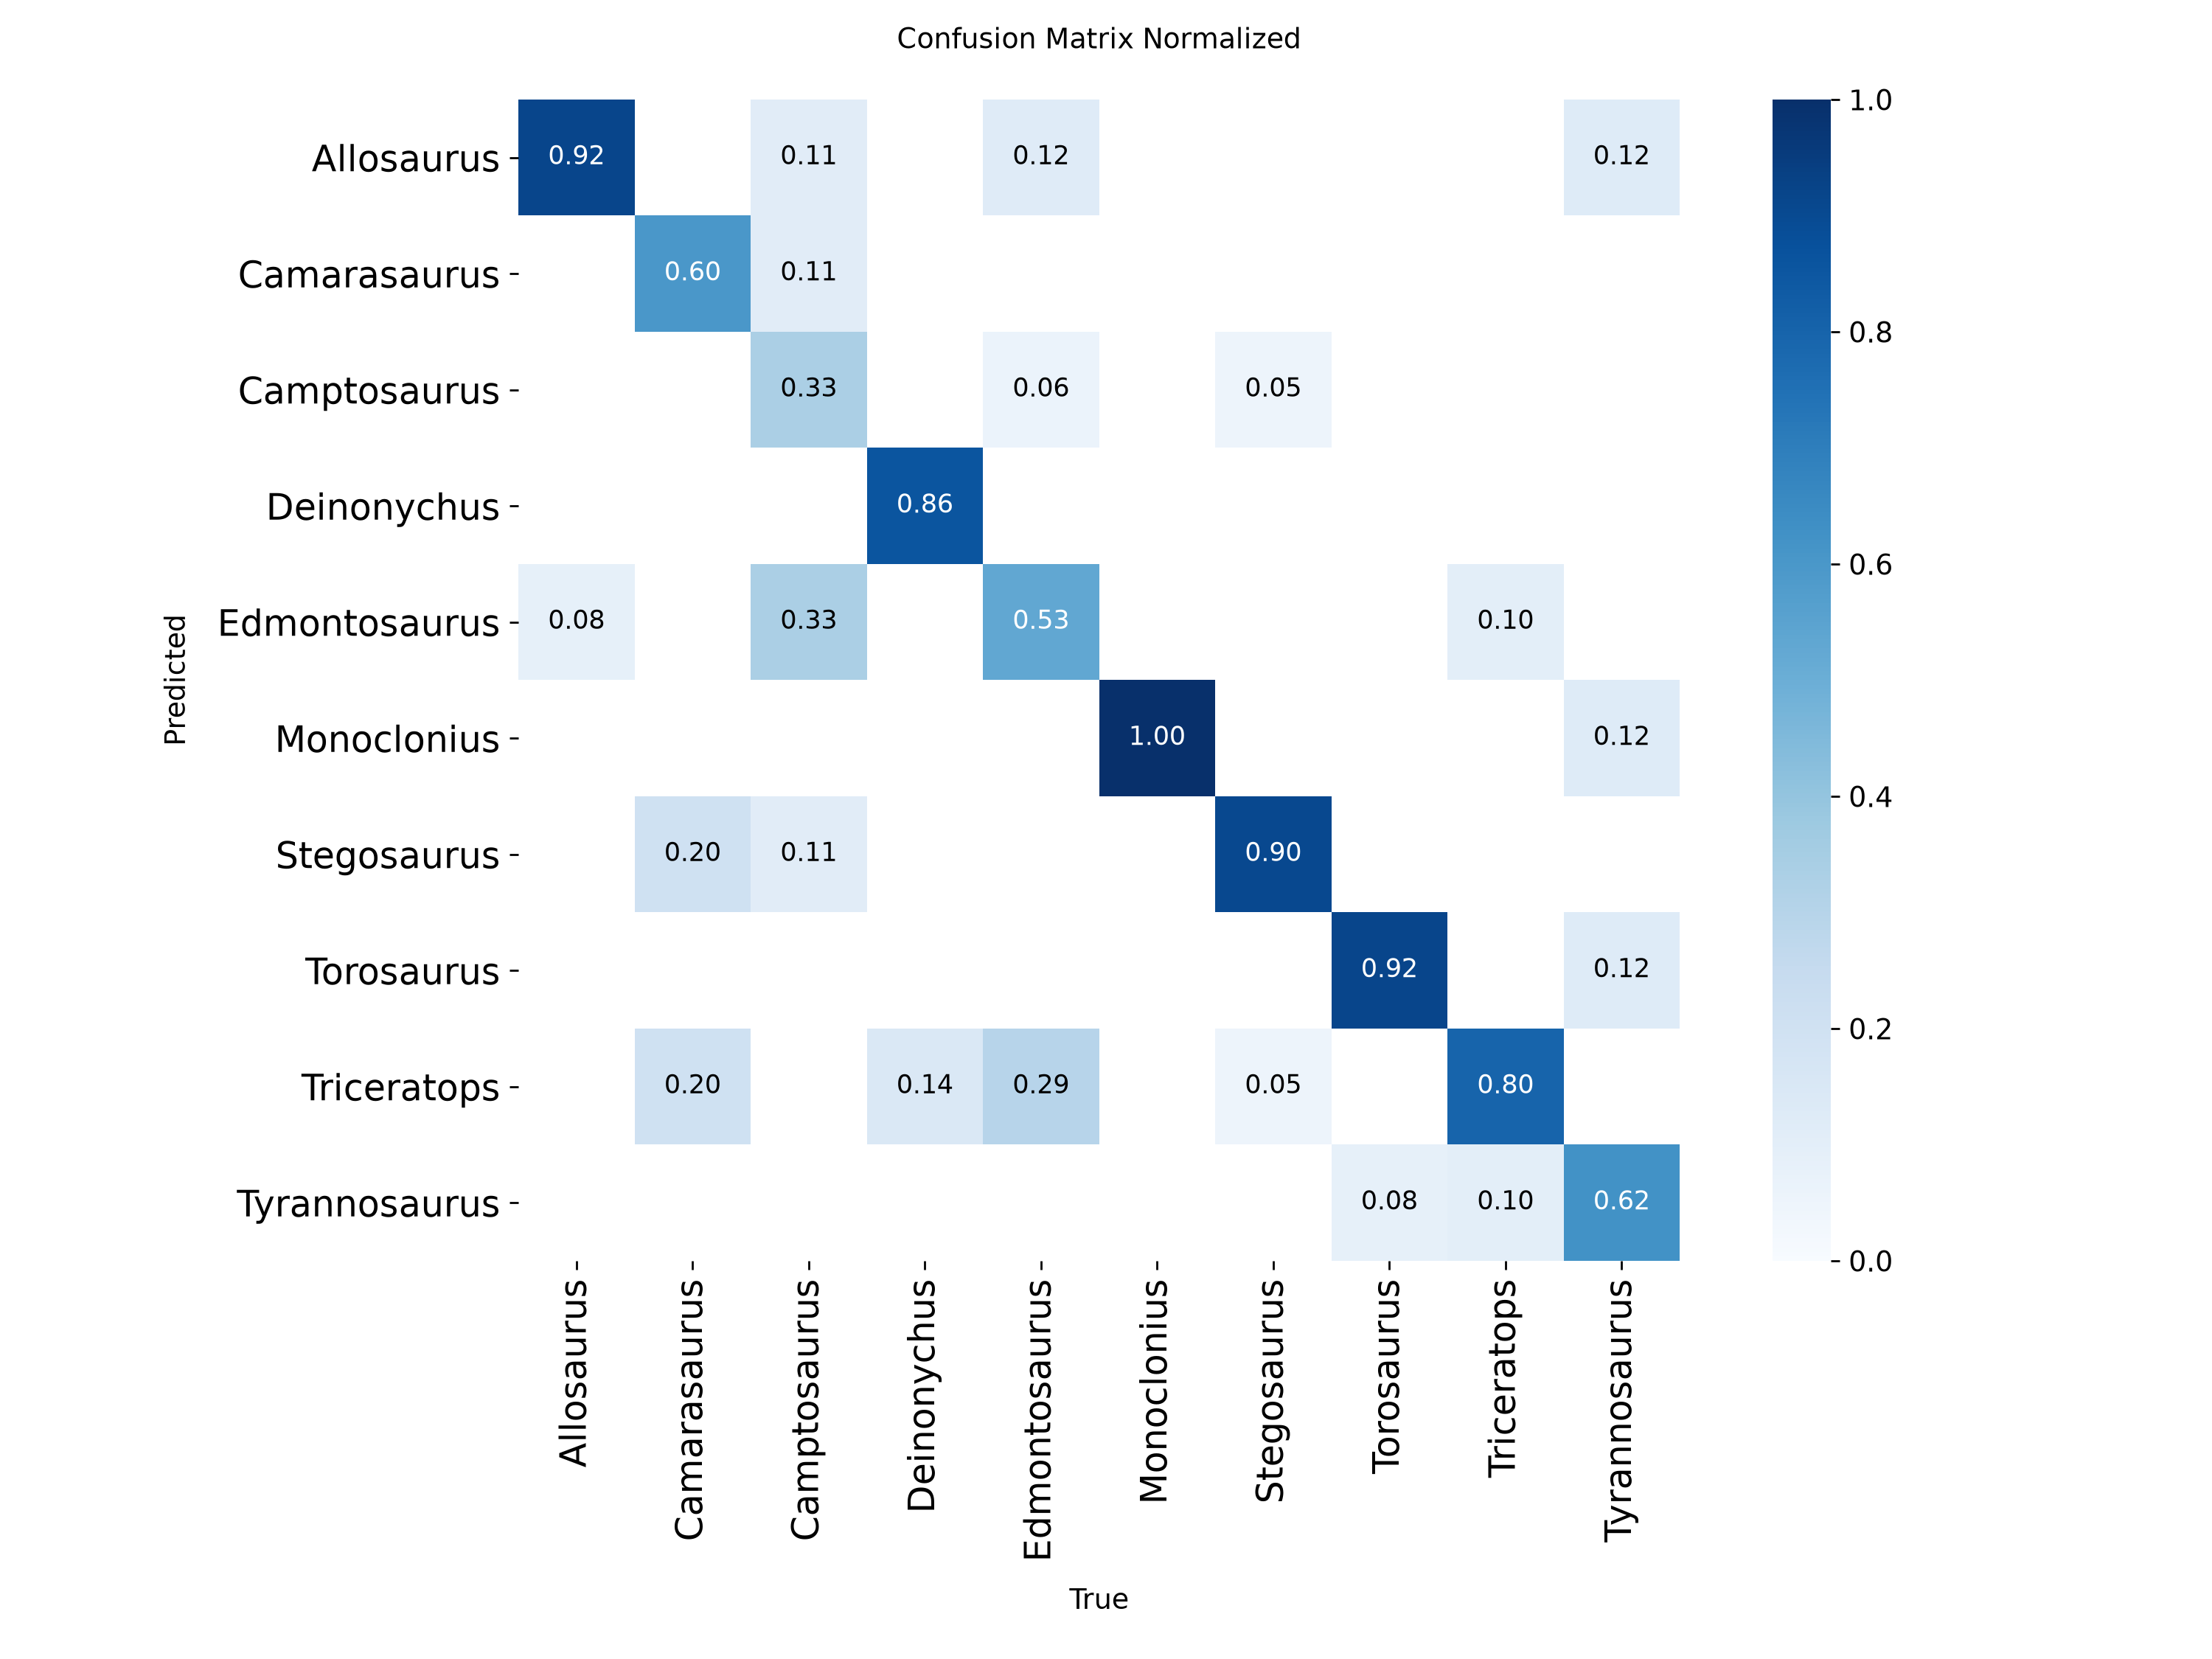 Confusion Matrix Normalized
Allosaurus 0.92 0.11 0.12 0.12
Camarasaurus 0.60 0.11
Camptosaurus 0.33 0.06 0.05
Deinonychus 0.86
Edmontosaurus 0.08 0.33 0.53 0.10
Monoclonius 1.00 0.12
Stegosaurus 0.20 0.11 0.90
Torosaurus 0.92 0.12
Triceratops 0.20 0.14 0.29 0.05 0.80
Tyrannosaurus 0.08 0.10 0.62
Predicted
Allosaurus
Camarasaurus
Camptosaurus
Deinonychus
Edmontosaurus
Monoclonius
Stegosaurus
Torosaurus
Triceratops
Tyrannosaurus
True
1.0
0.8
0.6
0.4
0.2
0.0